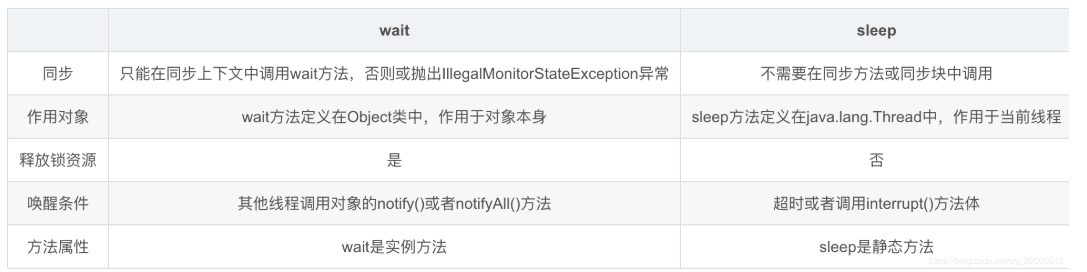 wait sleep
同步 只能在同步上下文中调用wait方法，否则或抛出IllegalMonitorStateException异常 不需要在同步方法或同步块中调用
作用对象 wait方法定义在Object类中，作用于对象本身 sleep方法定义在java.lang.Thread中，作用于当前线程
释放锁资源 是 否
唤醒条件 其他线程调用对象的notify()或者notifyAll()方法 超时或者调用interrupt()方法体
方法属性 wait是实例方法 sleep是静态方法